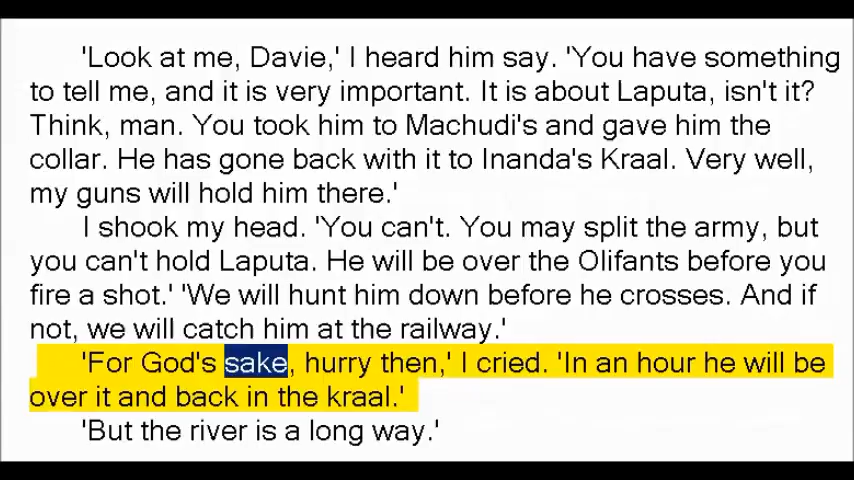 'Look at me, Davie,' I heard him say. 'You have something
to tell me, and it is very important. It is about Laputa, isn't it?
Think, man. You took him to Machudi's and gave him the
collar. He has gone back with it to Inanda's Kraal. Very well,
my guns will hold him there.'
I shook my head. 'You can't. You may split the army, but
you can't hold Laputa. He will be over the Olifants before you
fire a shot.' 'We will hunt him down before he crosses. And if
not, we will catch him at the railway.'
'For God's sake, hurry then,' I cried. 'In an hour he will be
over it and back in the kraal.'
'But the river is a long way.'